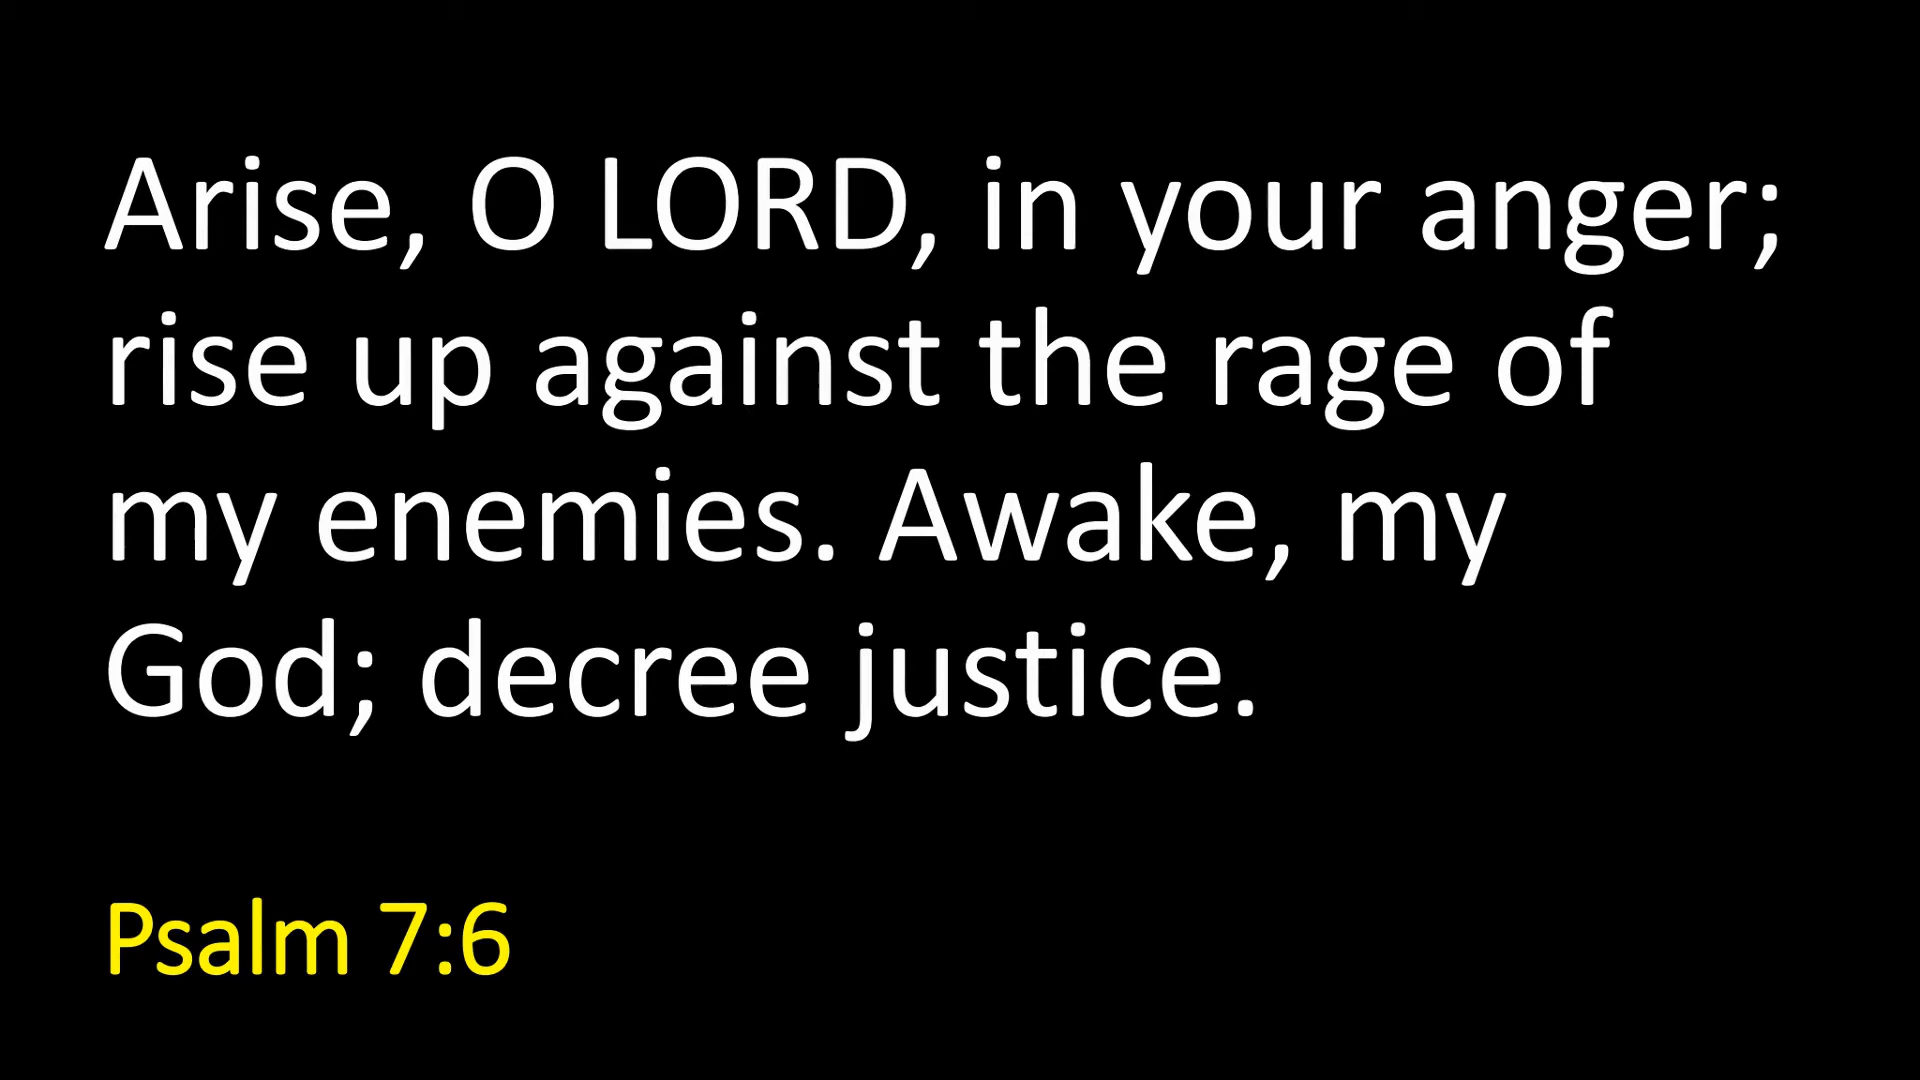 Arise, O LORD, in your anger;
rise up against the rage of
my enemies. Awake, my
God; decree justice.
Psalm 7:6